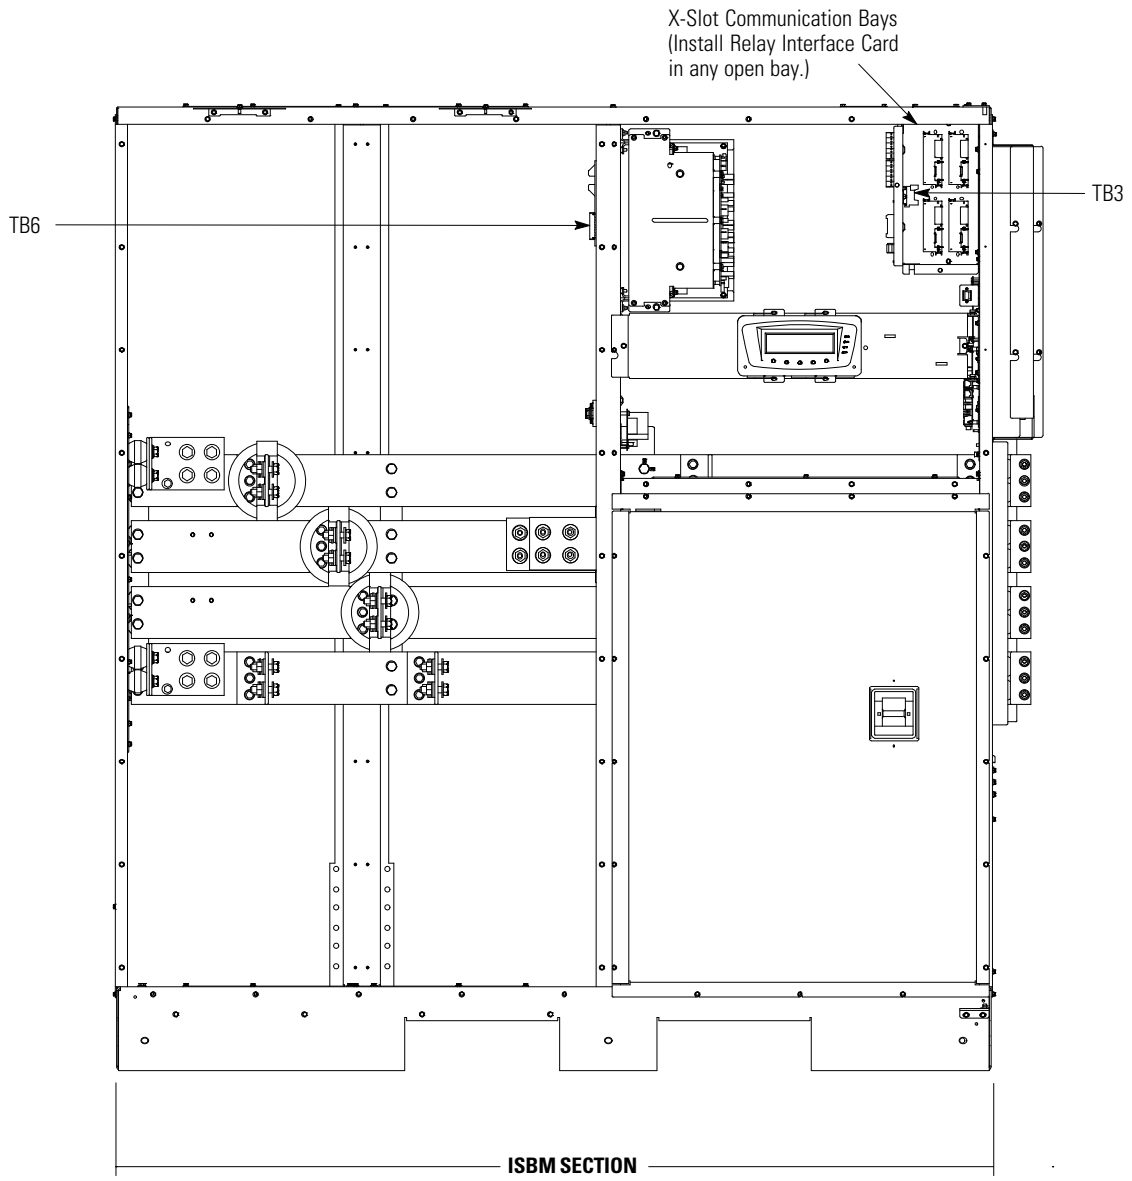 X-Slot Communication Bays
(Install Relay Interface Card
in any open bay.)
TB3
TB6
ISBM SECTION